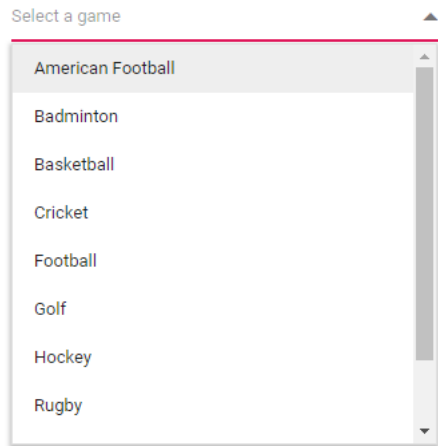 Select a game
American Football
Badminton
Basketball
Cricket
Football
Golf
Hockey
Rugby